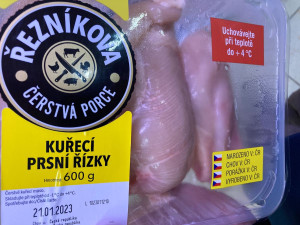 ŘEZNÍKOVA
ČERSTVÁ PORCE
Uchovávejte
při teplotě
do +4 °C
KUŘECÍ
PRSNÍ ŘÍZKY
600 g
NAROZENO V: ČR
CHOV V: ČR
PORÁŽKA V: ČR
VYROBENO V: ČR
21.01.2023